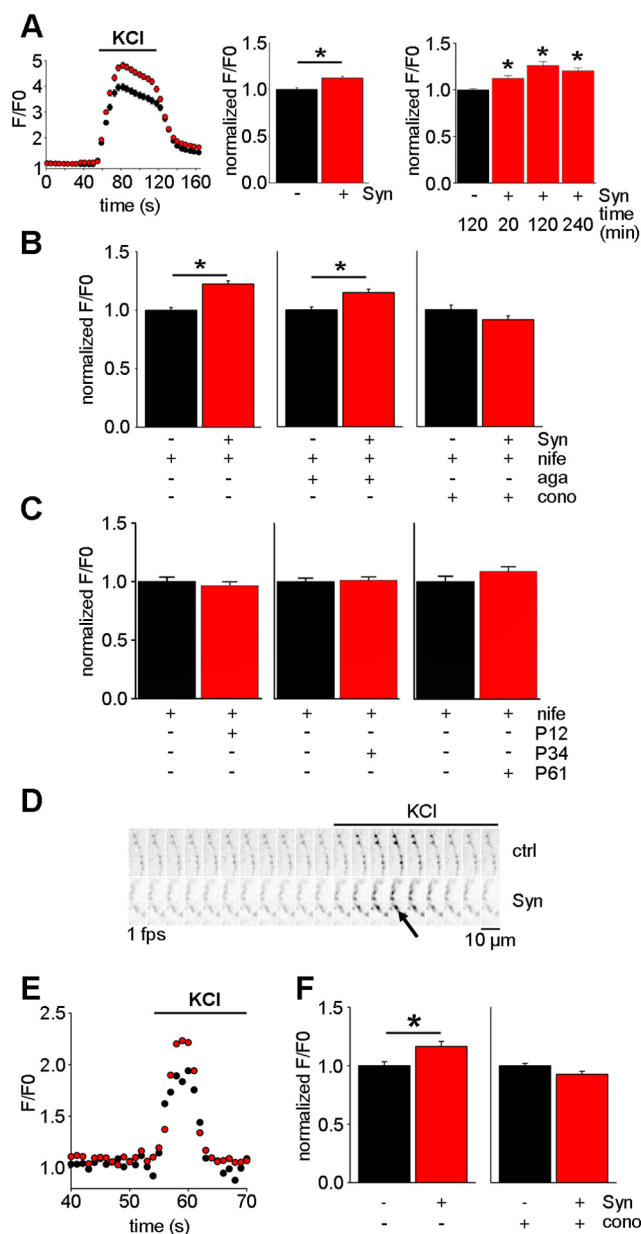 A
KCl
F/F0
5
4
3
2
1
0 40 80 120 160
time (s)
*
normalized F/F0
1.5
1.0
0.5
0.0
- + Syn
* * *
normalized F/F0
1.5
1.0
0.5
0.0
- + + + Syn
120 20 120 240 time (min)
B
* *
normalized F/F0
1.5
1.0
0.5
0.0
- + - + - + Syn
+ + + + + + nife
- - + + - - aga
- - - - + + cono
C
normalized F/F0
1.5
1.0
0.5
0.0
+ + + + + + nife
- + - - - - P12
- - - + - - P34
- - - - - + P61
D
KCl
ctrl
Syn
1 fps
10 µm
E
KCl
F/F0
2.5
2.0
1.5
1.0
40 50 60 70
time (s)
F
*
normalized F/F0
1.5
1.0
0.5
0.0
- + - + Syn
- - + + cono